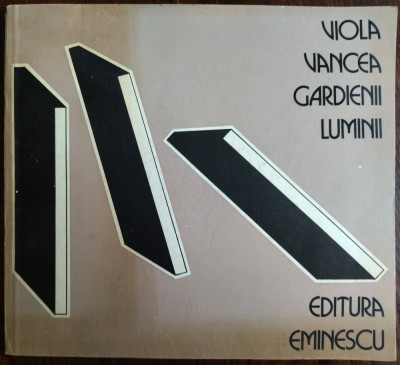 VIOLA
VANCEA
GARDIENII
LUMINII
EDITURA
EMINESCU